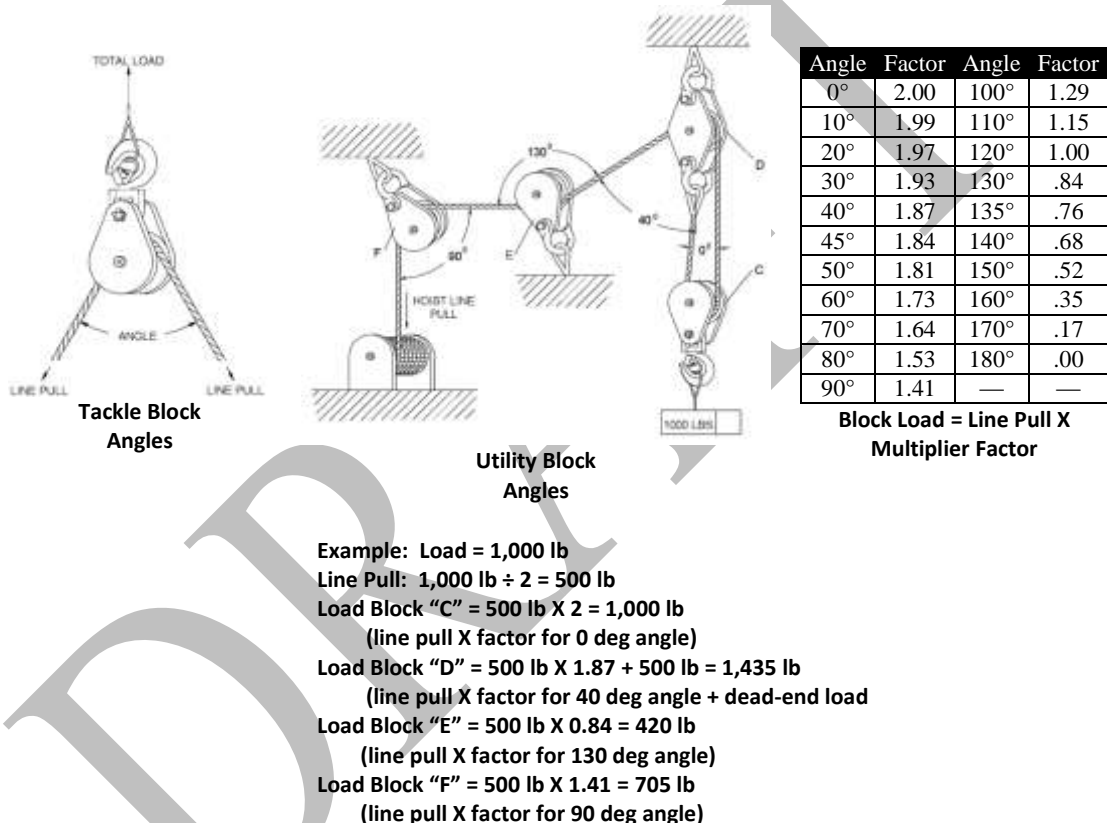 TOTAL LOAD
ANGLE
LINE PULL
LINE PULL
Tackle Block
Angles
130°
D
40°
0°
F
90°
E
C
HOIST LINE
PULL
1000 LBS
Utility Block
Angles
Angle Factor Angle Factor
0° 2.00 100° 1.29
10° 1.99 110° 1.15
20° 1.97 120° 1.00
30° 1.93 130° .84
40° 1.87 135° .76
45° 1.84 140° .68
50° 1.81 150° .52
60° 1.73 160° .35
70° 1.64 170° .17
80° 1.53 180° .00
90° 1.41 — —
Block Load = Line Pull X
Multiplier Factor
Example: Load = 1,000 lb
Line Pull: 1,000 lb ÷ 2 = 500 lb
Load Block “C” = 500 lb X 2 = 1,000 lb
(line pull X factor for 0 deg angle)
Load Block “D” = 500 lb X 1.87 + 500 lb = 1,435 lb
(line pull X factor for 40 deg angle + dead-end load
Load Block “E” = 500 lb X 0.84 = 420 lb
(line pull X factor for 130 deg angle)
Load Block “F” = 500 lb X 1.41 = 705 lb
(line pull X factor for 90 deg angle)